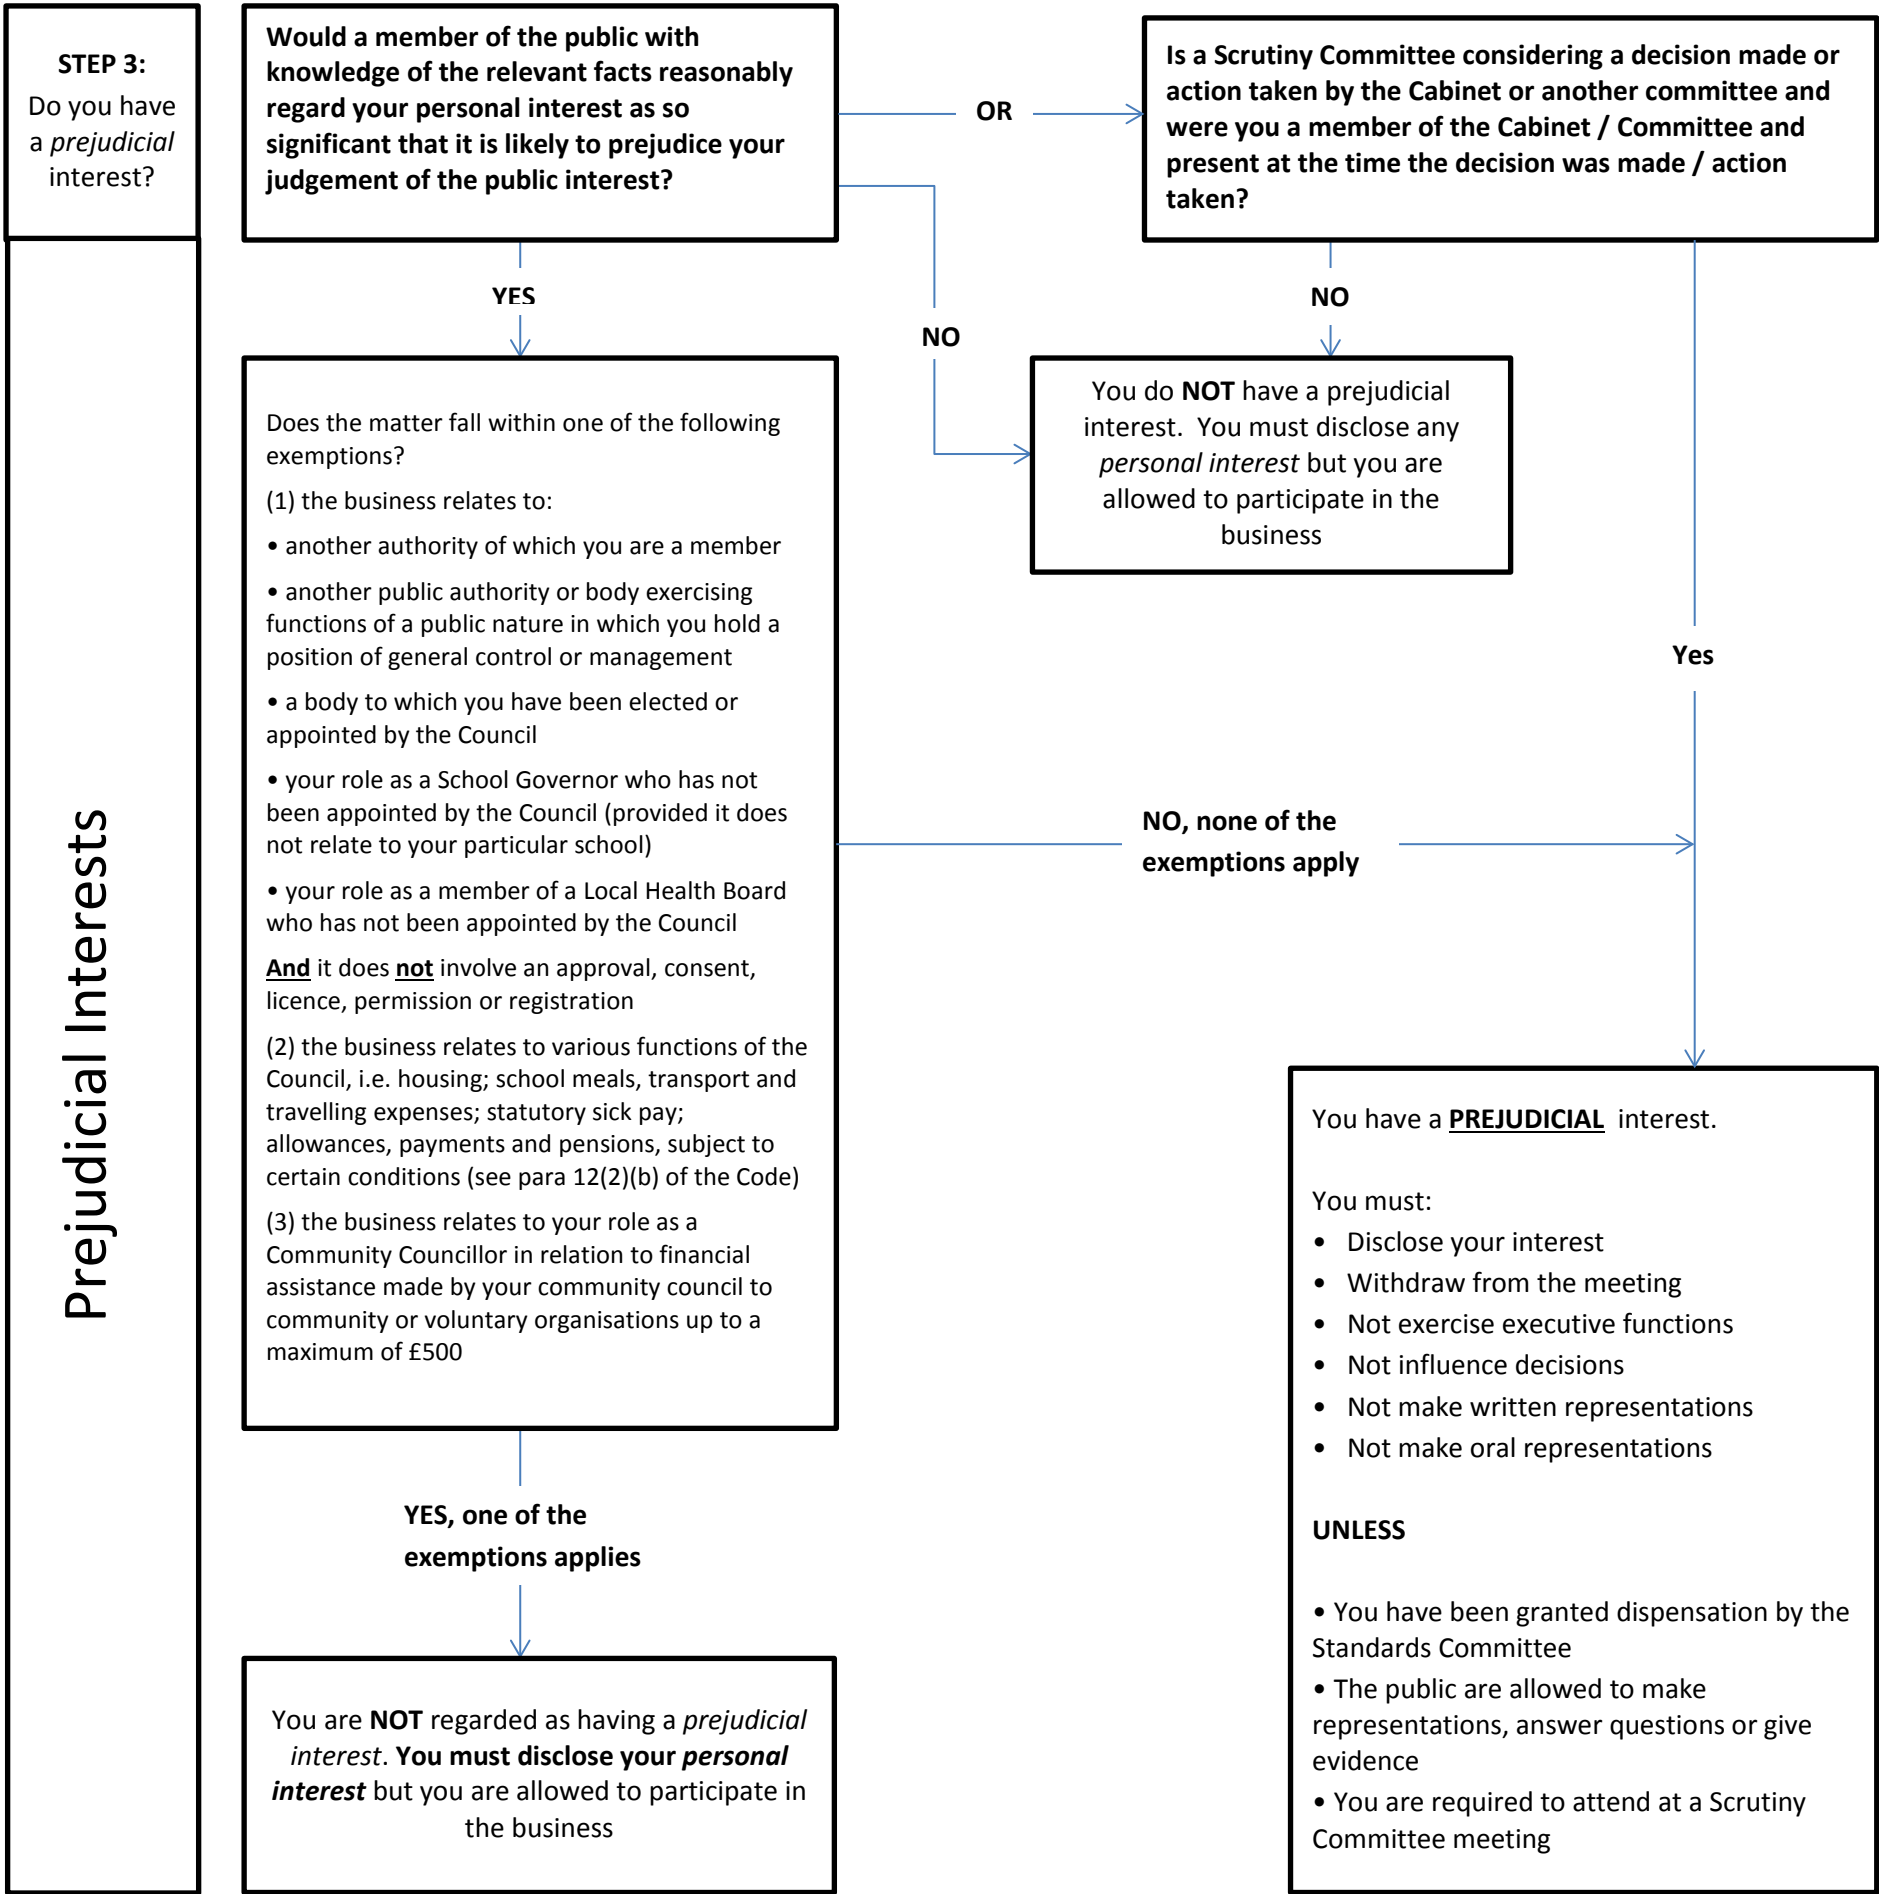 STEP 3:
Do you have
a prejudicial
interest?
Prejudicial Interests
Would a member of the public with
knowledge of the relevant facts reasonably
regard your personal interest as so
significant that it is likely to prejudice your
judgement of the public interest?
OR
Is a Scrutiny Committee considering a decision made or
action taken by the Cabinet or another committee and
were you a member of the Cabinet / Committee and
present at the time the decision was made / action
taken?
YES
NO
NO
Yes
You do NOT have a prejudicial
interest.  You must disclose any
personal interest but you are
allowed to participate in the
business
Does the matter fall within one of the following
exemptions?
(1) the business relates to:
• another authority of which you are a member
• another public authority or body exercising
functions of a public nature in which you hold a
position of general control or management
• a body to which you have been elected or
appointed by the Council
• your role as a School Governor who has not
been appointed by the Council (provided it does
not relate to your particular school)
• your role as a member of a Local Health Board
who has not been appointed by the Council
And it does not involve an approval, consent,
licence, permission or registration
(2) the business relates to various functions of the
Council, i.e. housing; school meals, transport and
travelling expenses; statutory sick pay;
allowances, payments and pensions, subject to
certain conditions (see para 12(2)(b) of the Code)
(3) the business relates to your role as a
Community Councillor in relation to financial
assistance made by your community council to
community or voluntary organisations up to a
maximum of £500
NO, none of the
exemptions apply
YES, one of the
exemptions applies
You are NOT regarded as having a prejudicial
interest. You must disclose your personal
interest but you are allowed to participate in
the business
You have a PREJUDICIAL  interest.
You must:
• Disclose your interest
• Withdraw from the meeting
• Not exercise executive functions
• Not influence decisions
• Not make written representations
• Not make oral representations
UNLESS
• You have been granted dispensation by the
Standards Committee
• The public are allowed to make
representations, answer questions or give
evidence
• You are required to attend at a Scrutiny
Committee meeting